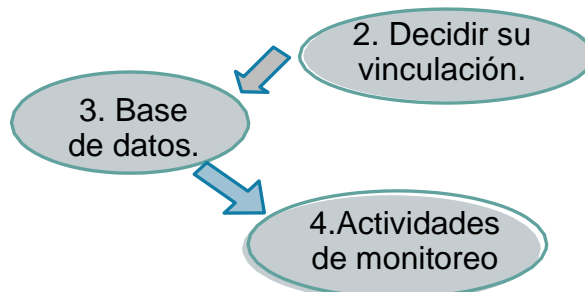 2. Decidir su
vinculación.
3. Base
de datos.
4.Actividades
de monitoreo